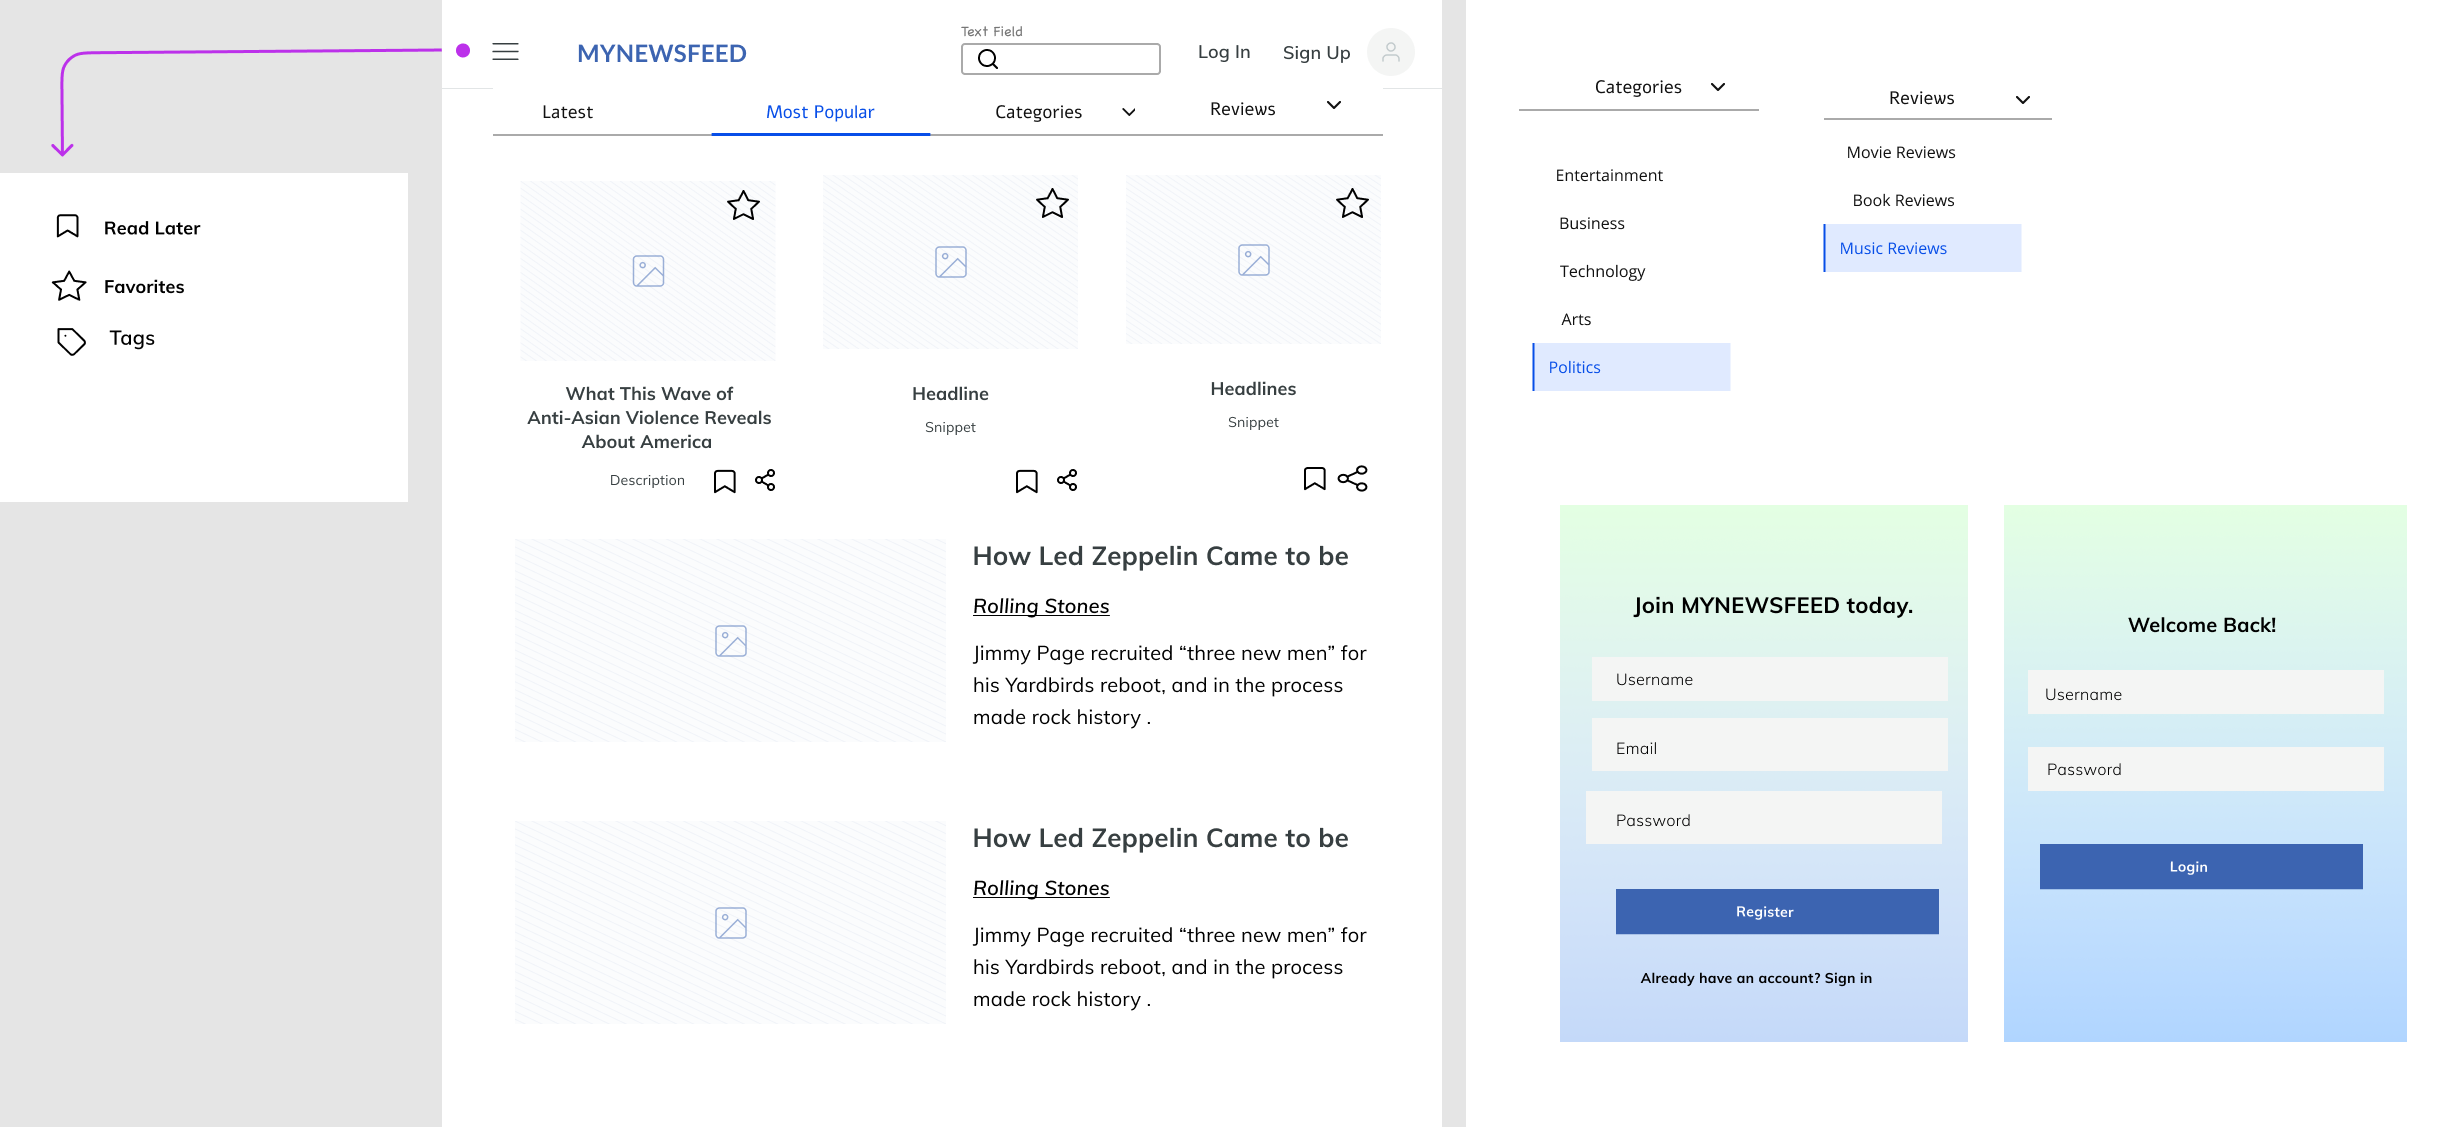 Read Later
Favorites
Tags
MYNEWSFEED
Text Field
Log In
Sign Up
Latest
Most Popular
Categories
Reviews
What This Wave of
Anti-Asian Violence Reveals
About America
Description
Headline
Snippet
Headlines
Snippet
How Led Zeppelin Came to be
Rolling Stones
Jimmy Page recruited “three new men” for
his Yardbirds reboot, and in the process
made rock history .
How Led Zeppelin Came to be
Rolling Stones
Jimmy Page recruited “three new men” for
his Yardbirds reboot, and in the process
made rock history .
Categories
Entertainment
Business
Technology
Arts
Politics
Reviews
Movie Reviews
Book Reviews
Music Reviews
Join MYNEWSFEED today.
Username
Email
Password
Register
Already have an account? Sign in
Welcome Back!
Username
Password
Login